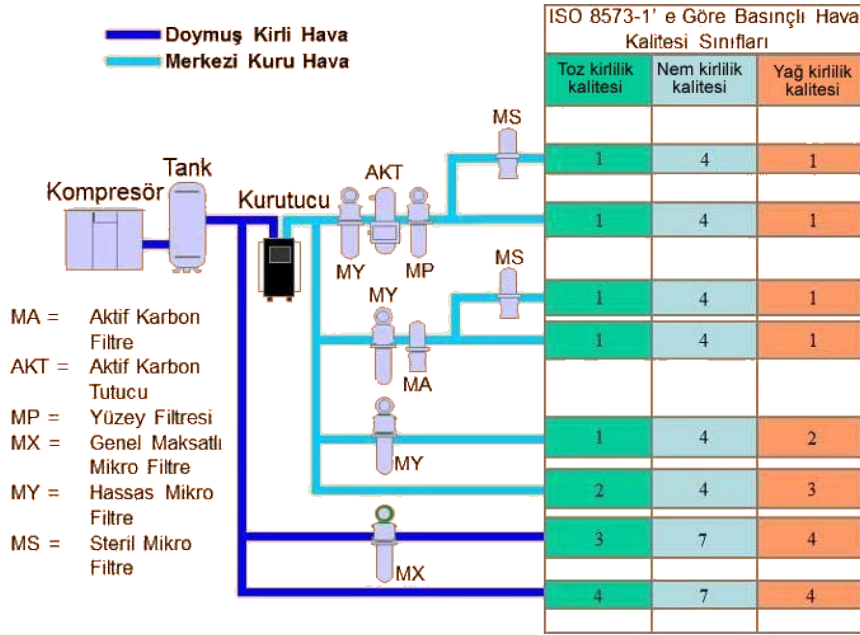 Doymuş Kirli Hava
Merkezi Kuru Hava
ISO 8573-1' e Göre Basınçlı Hava
Kalitesi Sınıfları
Toz kirlilik
kalitesi
Nem kirlilik
kalitesi
Yağ kirlilik
kalitesi
Kompresör
Tank
Kurutucu
MY
AKT
MP
MS
1 4 1
1 4 1
MS
MY
MA
1 4 1
1 4 1
MY
1 4 2
2 4 3
MX
3 7 4
4 7 4
MA = Aktif Karbon
Filtre
AKT = Aktif Karbon
Tutucu
MP = Yüzey Filtresi
MX = Genel Maksatlı
Mikro Filtre
MY = Hassas Mikro
Filtre
MS = Steril Mikro
Filtre